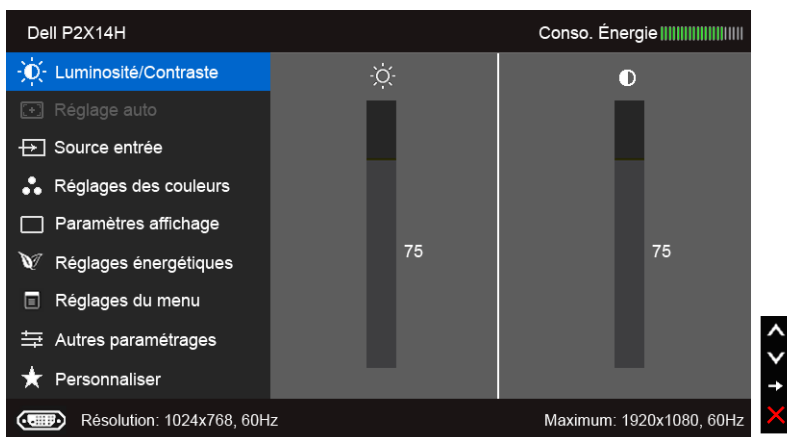 Dell P2X14H
Conso. Énergie
Luminosité/Contraste
Réglage auto
Source entrée
Réglages des couleurs
Paramètres affichage
Réglages énergétiques
Réglages du menu
Autres paramétrages
Personnaliser
75
75
Résolution: 1024x768, 60Hz
Maximum: 1920x1080, 60Hz